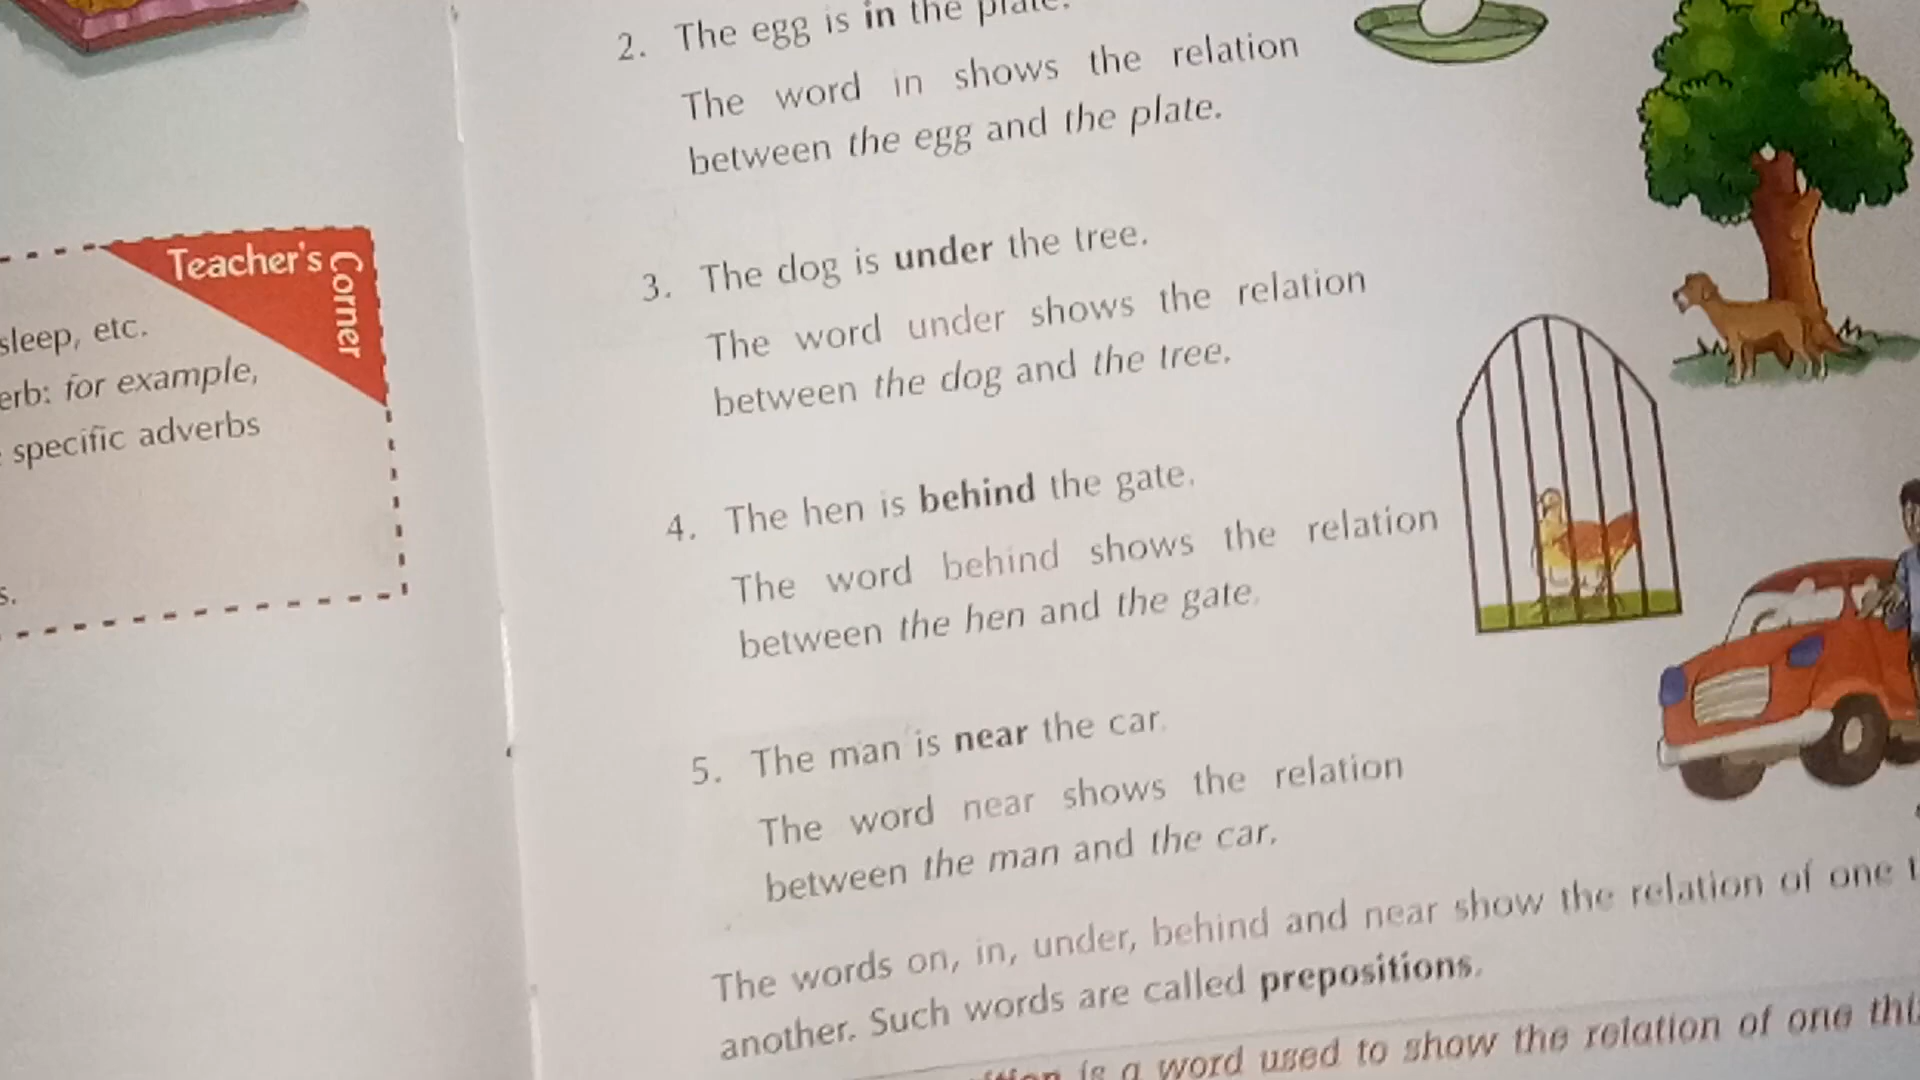 Teacher's Corner
sleep, etc.
erb: for example,
specific adverbs
s.
2. The egg is in the plate.
The word in shows the relation
between the egg and the plate.
3. The dog is under the tree.
The word under shows the relation
between the dog and the tree.
4. The hen is behind the gate.
The word behind shows the relation
between the hen and the gate.
5. The man is near the car.
The word near shows the relation
between the man and the car.
The words on, in, under, behind and near show the relation of one
another. Such words are called prepositions.
is a word used to show the relation of one